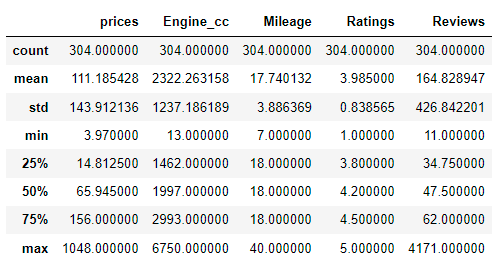 prices Engine_cc Mileage Ratings Reviews
count 304.000000 304.000000 304.000000 304.000000 304.000000
mean 111.185428 2322.263158 17.740132 3.985000 164.828947
std 143.912136 1237.186189 3.886369 0.838565 426.842201
min 3.970000 13.000000 7.000000 1.000000 11.000000
25% 14.812500 1462.000000 18.000000 3.800000 34.750000
50% 65.945000 1997.000000 18.000000 4.200000 47.500000
75% 156.000000 2993.000000 18.000000 4.500000 62.000000
max 1048.000000 6750.000000 40.000000 5.000000 4171.000000